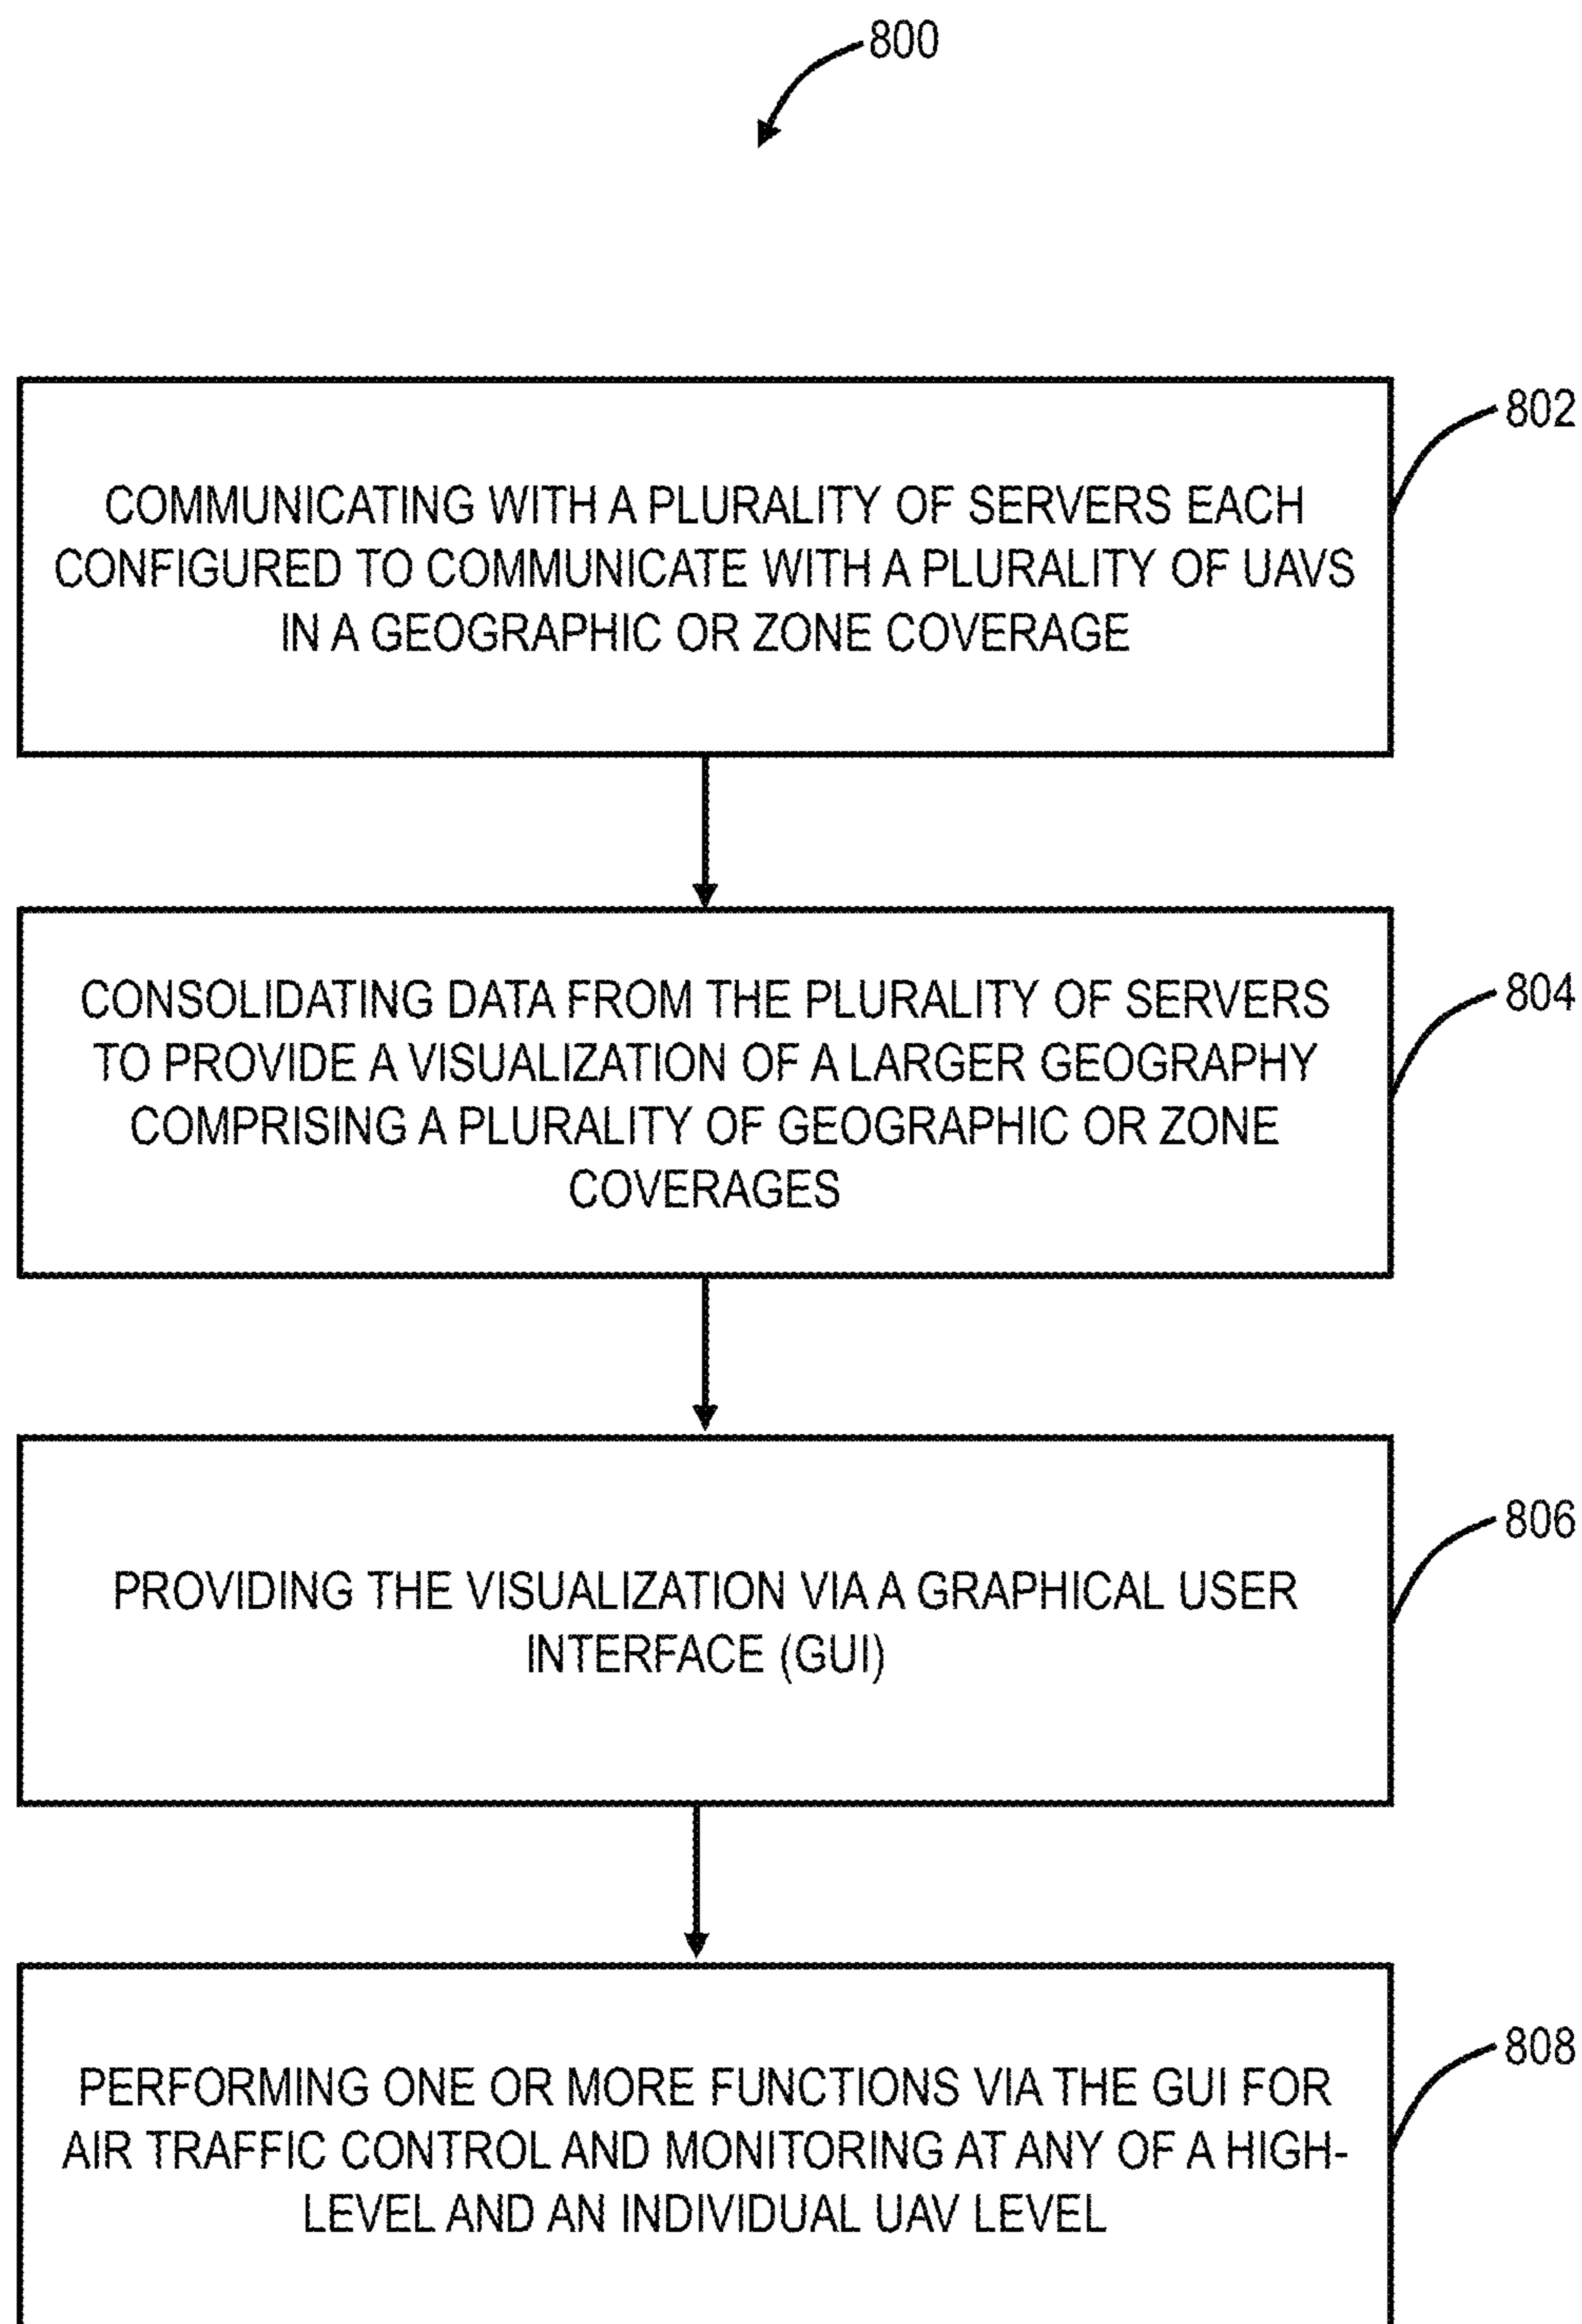 800
802
COMMUNICATING WITH A PLURALITY OF SERVERS EACH
CONFIGURED TO COMMUNICATE WITH A PLURALITY OF UAVS
IN A GEOGRAPHIC OR ZONE COVERAGE
804
CONSOLIDATING DATA FROM THE PLURALITY OF SERVERS
TO PROVIDE A VISUALIZATION OF A LARGER GEOGRAPHY
COMPRISING A PLURALITY OF GEOGRAPHIC OR ZONE
COVERAGES
806
PROVIDING THE VISUALIZATION VIA A GRAPHICAL USER
INTERFACE (GUI)
808
PERFORMING ONE OR MORE FUNCTIONS VIA THE GUI FOR
AIR TRAFFIC CONTROL AND MONITORING AT ANY OF A HIGH-
LEVEL AND AN INDIVIDUAL UAV LEVEL